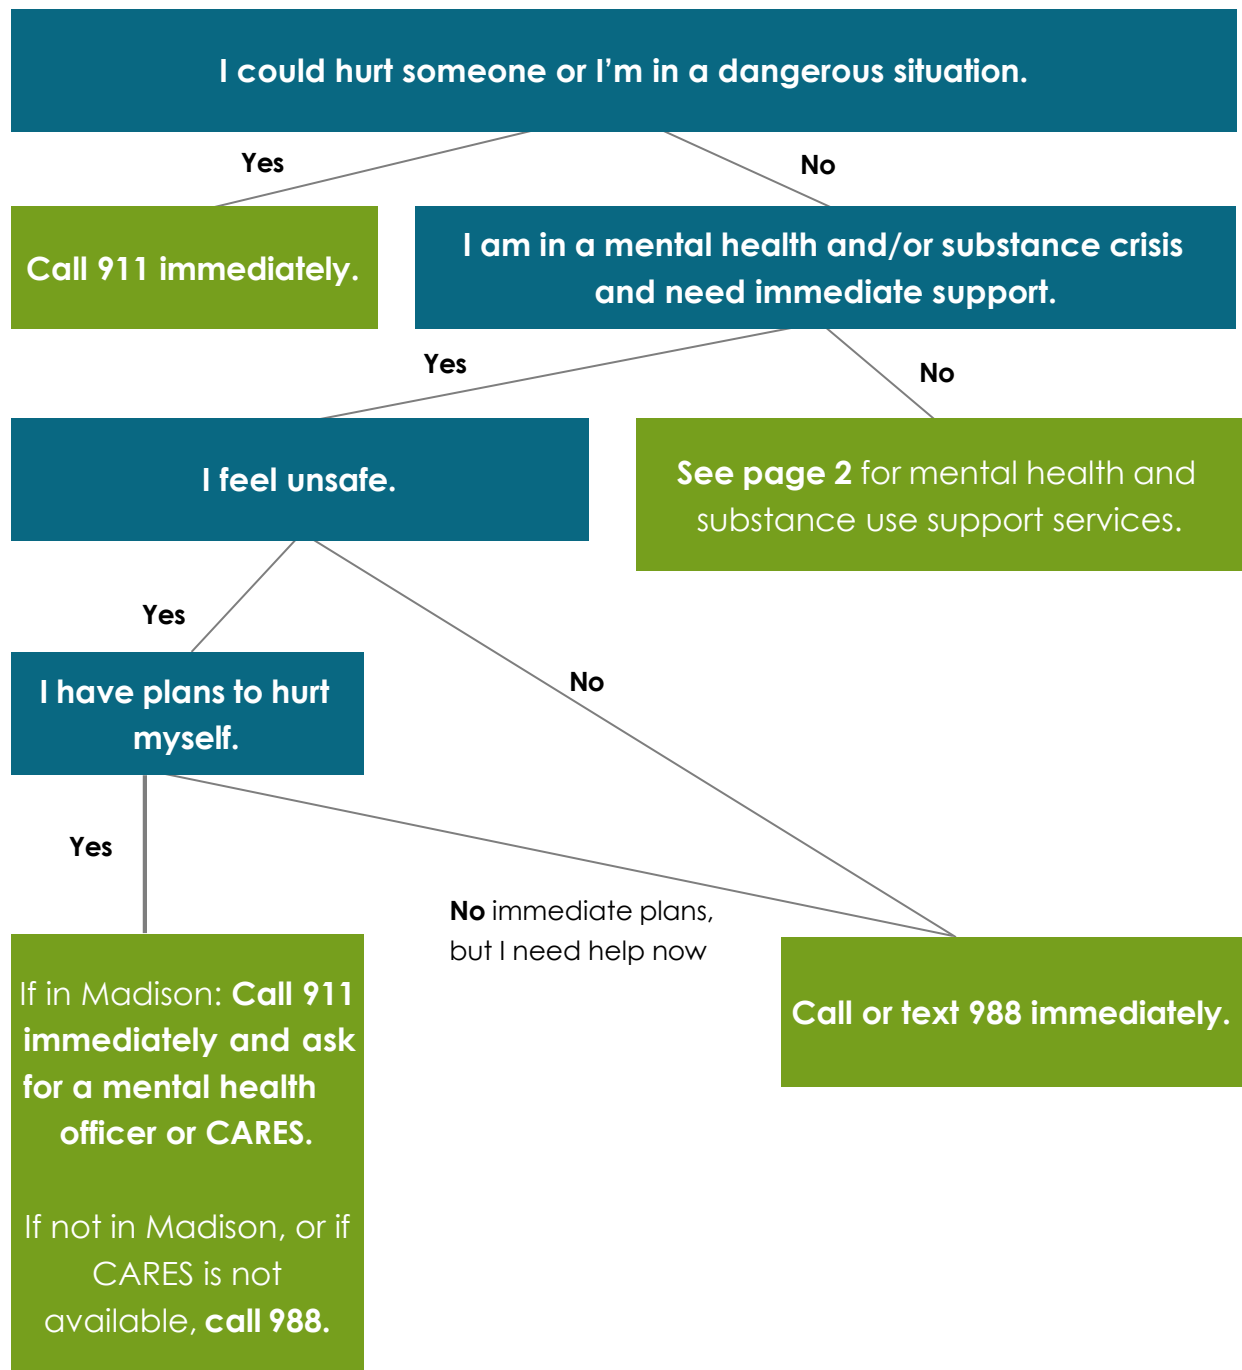 I could hurt someone or I’m in a dangerous situation.
Yes
No
Call 911 immediately.
I am in a mental health and/or substance crisis
and need immediate support.
Yes
No
I feel unsafe.
See page 2 for mental health and
substance use support services.
Yes
No
I have plans to hurt
myself.
Yes
No immediate plans,
but I need help now
If in Madison: Call 911
immediately and ask
for a mental health
officer or CARES.
If not in Madison, or if
CARES is not
available, call 988.
Call or text 988 immediately.